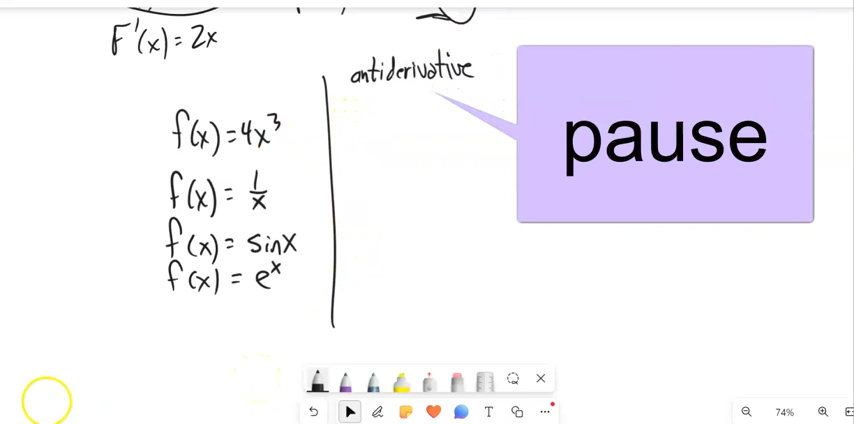 F'(x) = 2x
antiderivative
pause
f(x) = 4x³
f(x) = 1/x
f(x) = sinx
f(x) = eˣ
T
74%